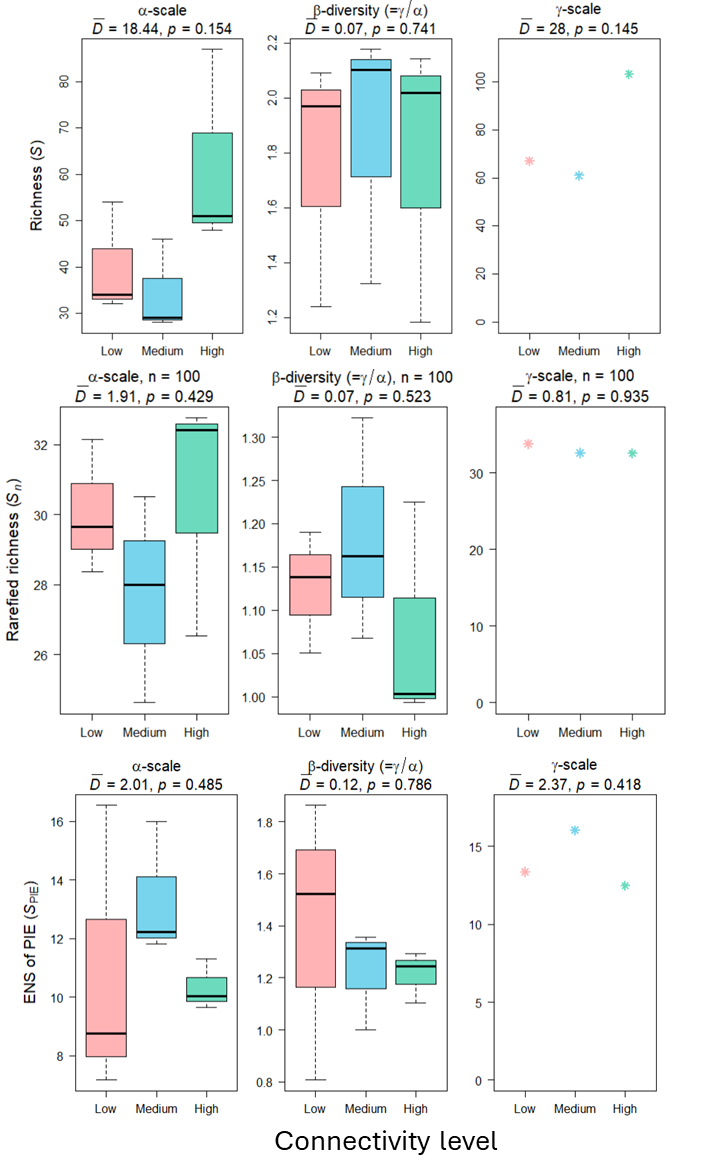 α-scale
D = 18.44, p = 0.154
β-diversity (=γ/α)
D = 0.07, p = 0.741
γ-scale
D = 28, p = 0.145
Richness (S)
30 40 50 60 70 80
Low Medium High
1.2 1.4 1.6 1.8 2.0 2.2
Low Medium High
0 20 40 60 80 100
Low Medium High
α-scale, n = 100
D = 1.91, p = 0.429
β-diversity (=γ/α), n = 100
D = 0.07, p = 0.523
γ-scale, n = 100
D = 0.81, p = 0.935
Rarefied richness (Sn)
26 28 30 32
Low Medium High
1.00 1.05 1.10 1.15 1.20 1.25 1.30
Low Medium High
0 10 20 30
Low Medium High
α-scale
D = 2.01, p = 0.485
β-diversity (=γ/α)
D = 0.12, p = 0.786
γ-scale
D = 2.37, p = 0.418
ENS of PIE (SPIE)
8 10 12 14 16
Low Medium High
0.8 1.0 1.2 1.4 1.6 1.8
Low Medium High
0 5 10 15
Low Medium High
Connectivity level